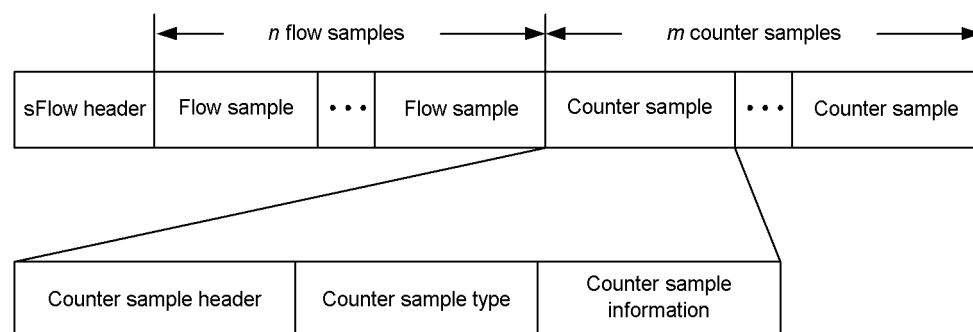 n flow samples
m counter samples
sFlow header
Flow sample
• • •
Flow sample
Counter sample
• • •
Counter sample
Counter sample header
Counter sample type
Counter sample
information